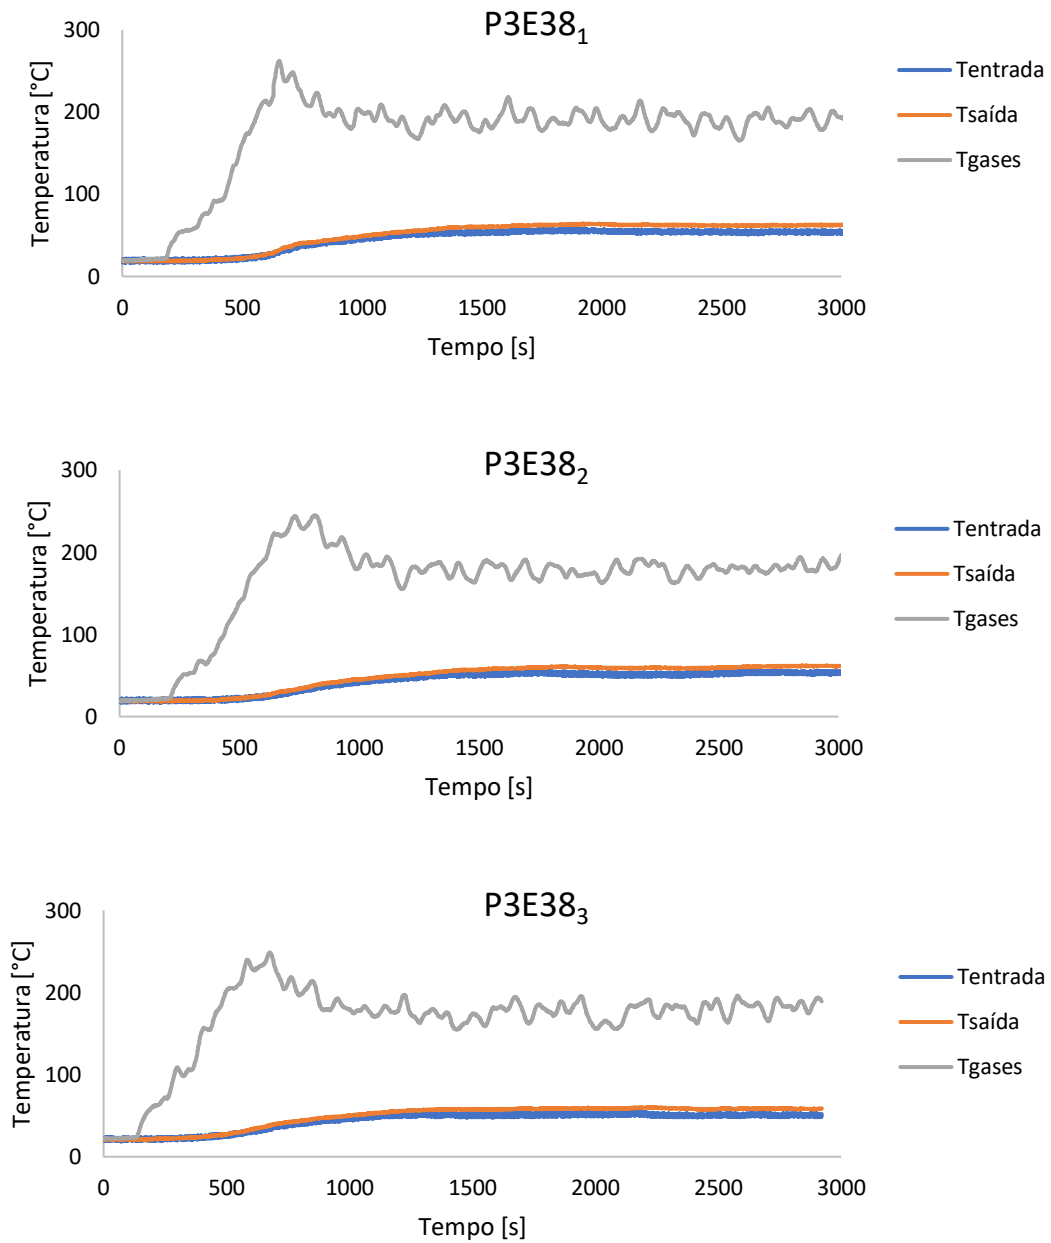 P3E38₁
300
200
100
0
Temperatura [°C]
0 500 1000 1500 2000 2500 3000
Tempo [s]
Tentrada
Tsaída
Tgases
P3E38₂
300
200
100
0
Temperatura [°C]
0 500 1000 1500 2000 2500 3000
Tempo [s]
Tentrada
Tsaída
Tgases
P3E38₃
300
200
100
0
Temperatura [°C]
0 500 1000 1500 2000 2500 3000
Tempo [s]
Tentrada
Tsaída
Tgases